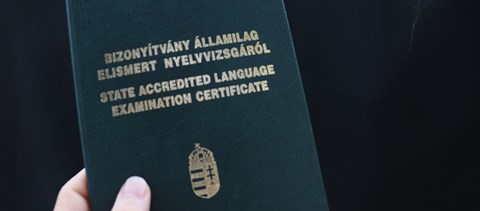 BIZONYÍTVÁNY ÁLLAMILAG
ELISMERT NYELVVIZSGÁRÓL
STATE ACCREDITED LANGUAGE
EXAMINATION CERTIFICATE